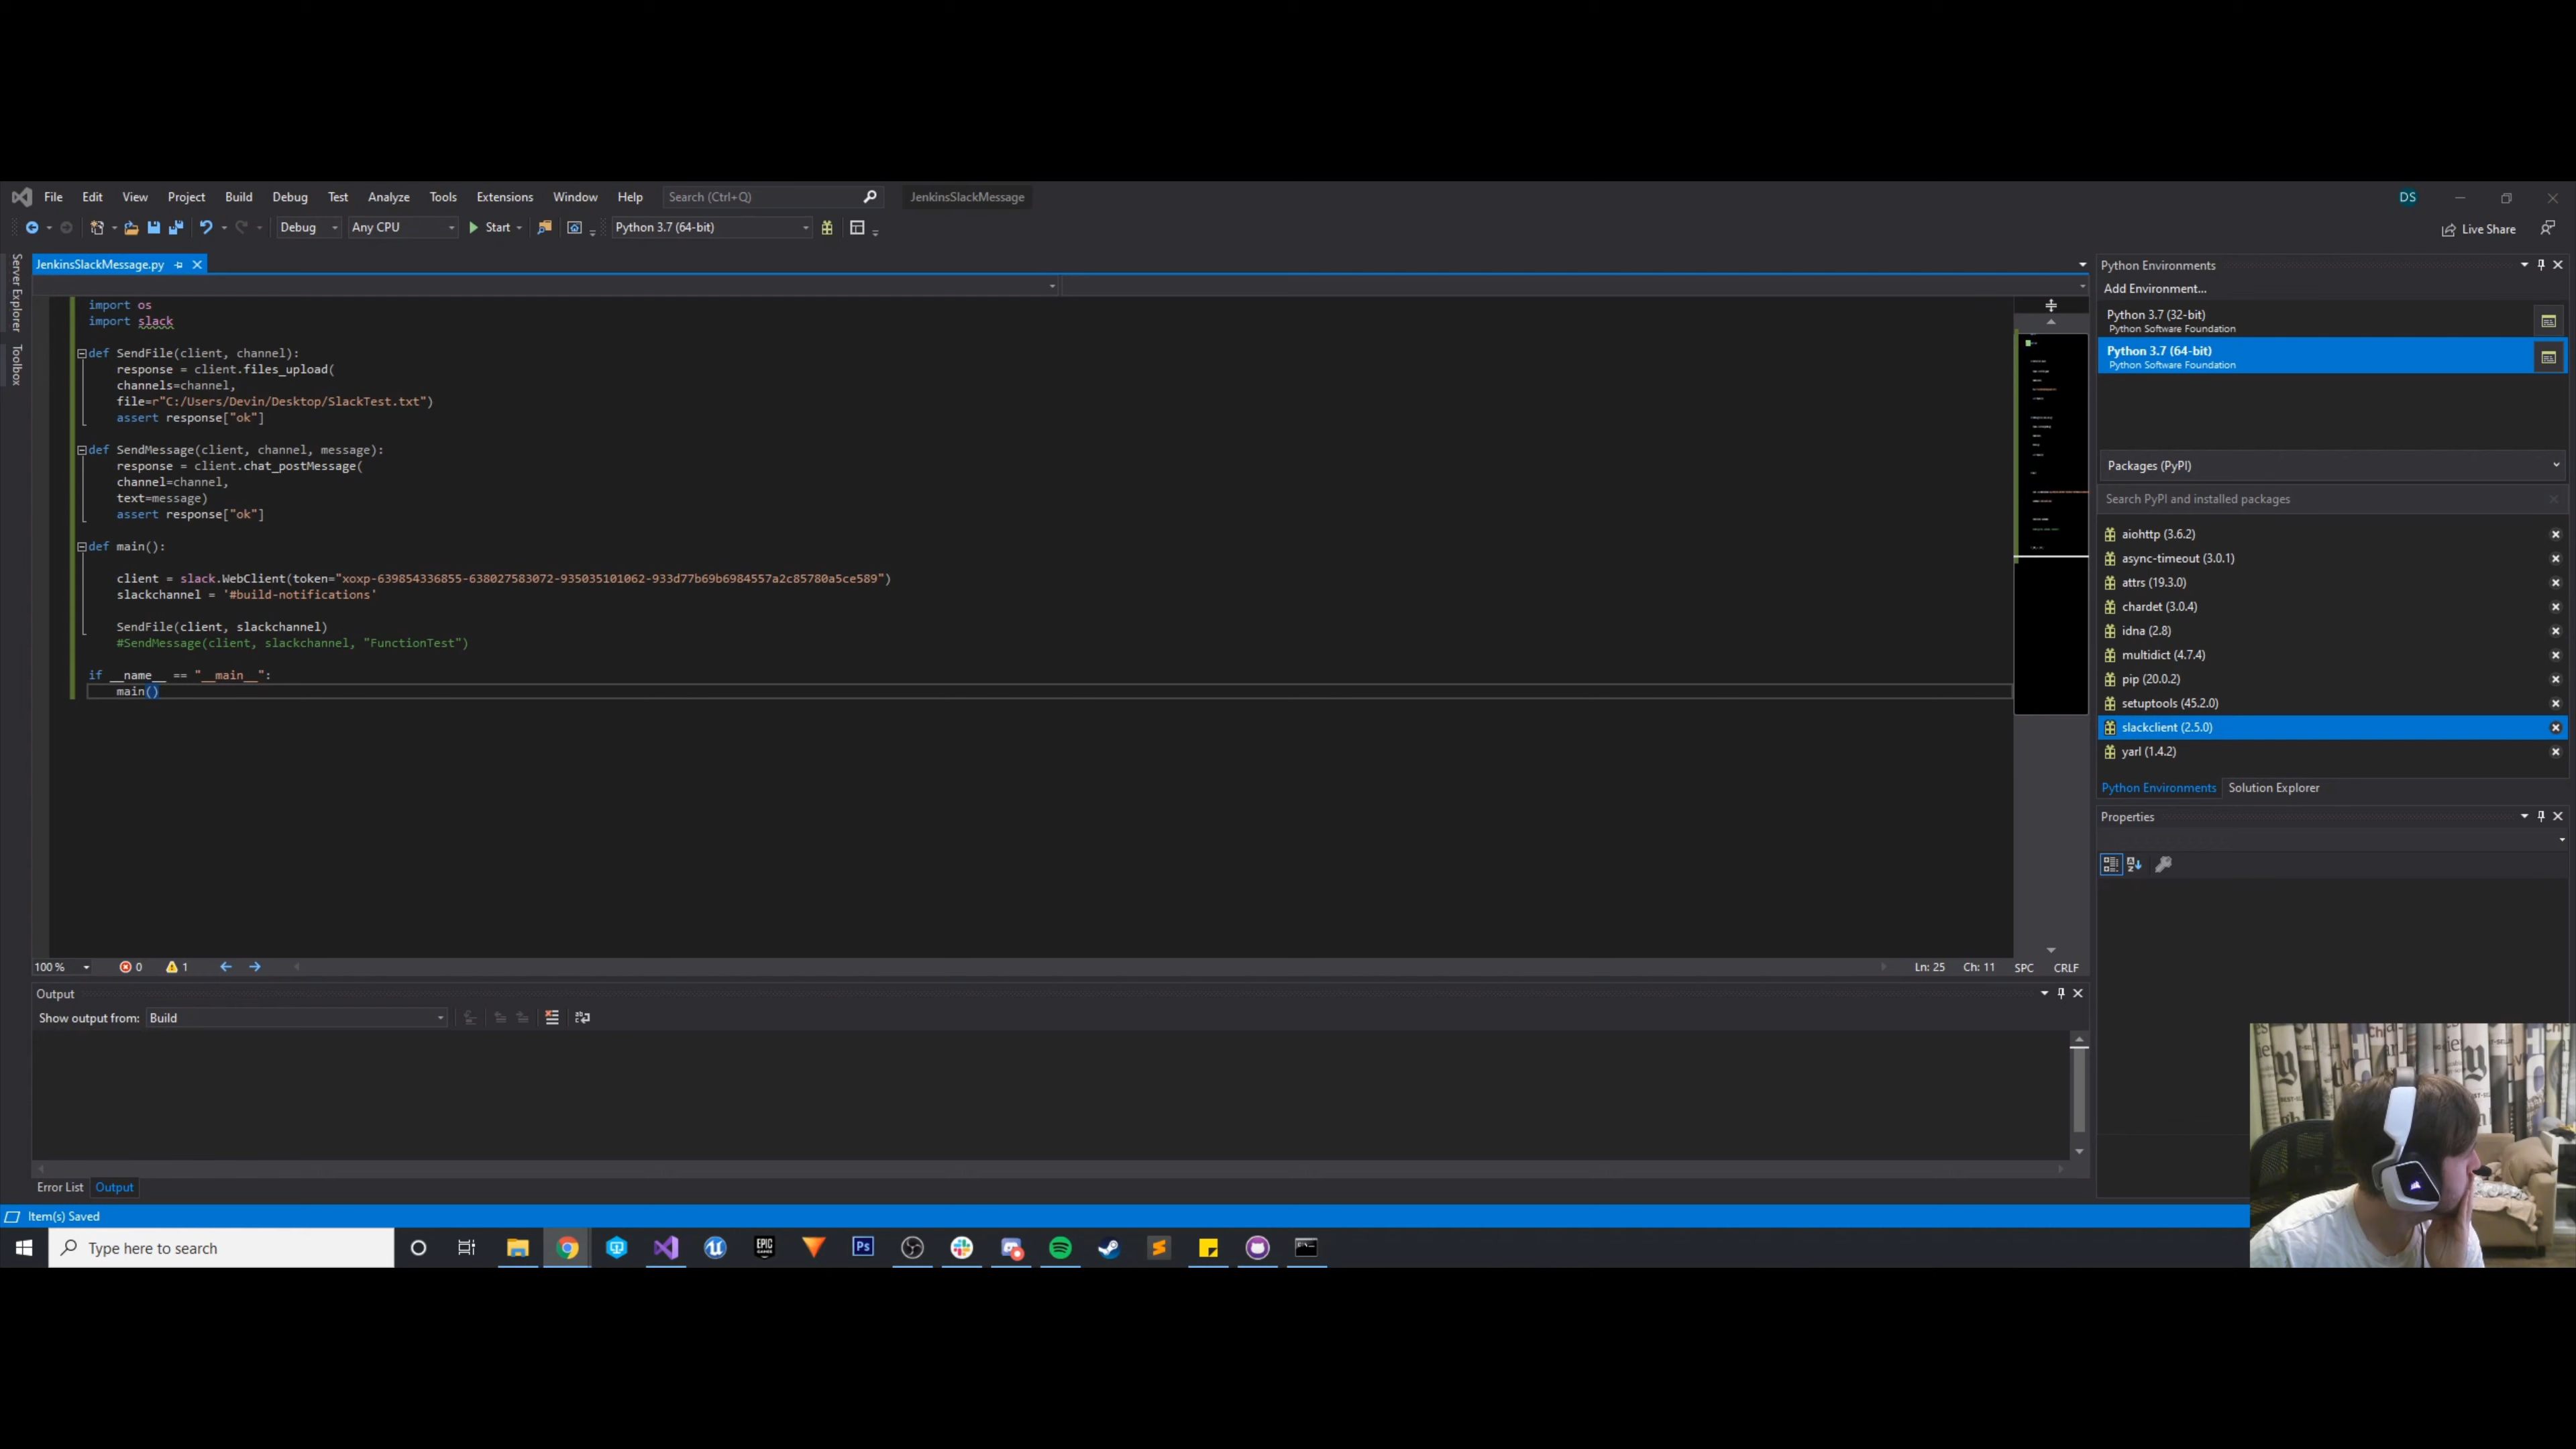 File Edit View Project Build Debug Test Analyze Tools Extensions Window Help Search (Ctrl+Q) JenkinsSlackMessage DS
Debug Any CPU Start Python 3.7 (64-bit) Live Share
Server Explorer
Toolbox
JenkinsSlackMessage.py
import os
import slack
def SendFile(client, channel):
response = client.files_upload(
channels=channel,
file=r"C:/Users/Devin/Desktop/SlackTest.txt")
assert response["ok"]
def SendMessage(client, channel, message):
response = client.chat_postMessage(
channel=channel,
text=message)
assert response["ok"]
def main():
client = slack.WebClient(token="xoxp-639854336855-638027583072-935035101062-933d77b69b6984557a2c85780a5ce589")
slackchannel = '#build-notifications'
SendFile(client, slackchannel)
#SendMessage(client, slackchannel, "FunctionTest")
if __name__ == "__main__":
main()
100 % 0 1 Ln: 25 Ch: 11 SPC CRLF
Output
Show output from: Build
Error List Output
Item(s) Saved
Python Environments
Add Environment...
Python 3.7 (32-bit)
Python Software Foundation
Python 3.7 (64-bit)
Python Software Foundation
Packages (PyPI)
Search PyPI and installed packages
aiohttp (3.6.2)
async-timeout (3.0.1)
attrs (19.3.0)
chardet (3.0.4)
idna (2.8)
multidict (4.7.4)
pip (20.0.2)
setuptools (45.2.0)
slackclient (2.5.0)
yarl (1.4.2)
Python Environments Solution Explorer
Properties
Type here to search
EPIC GAMES
Ps